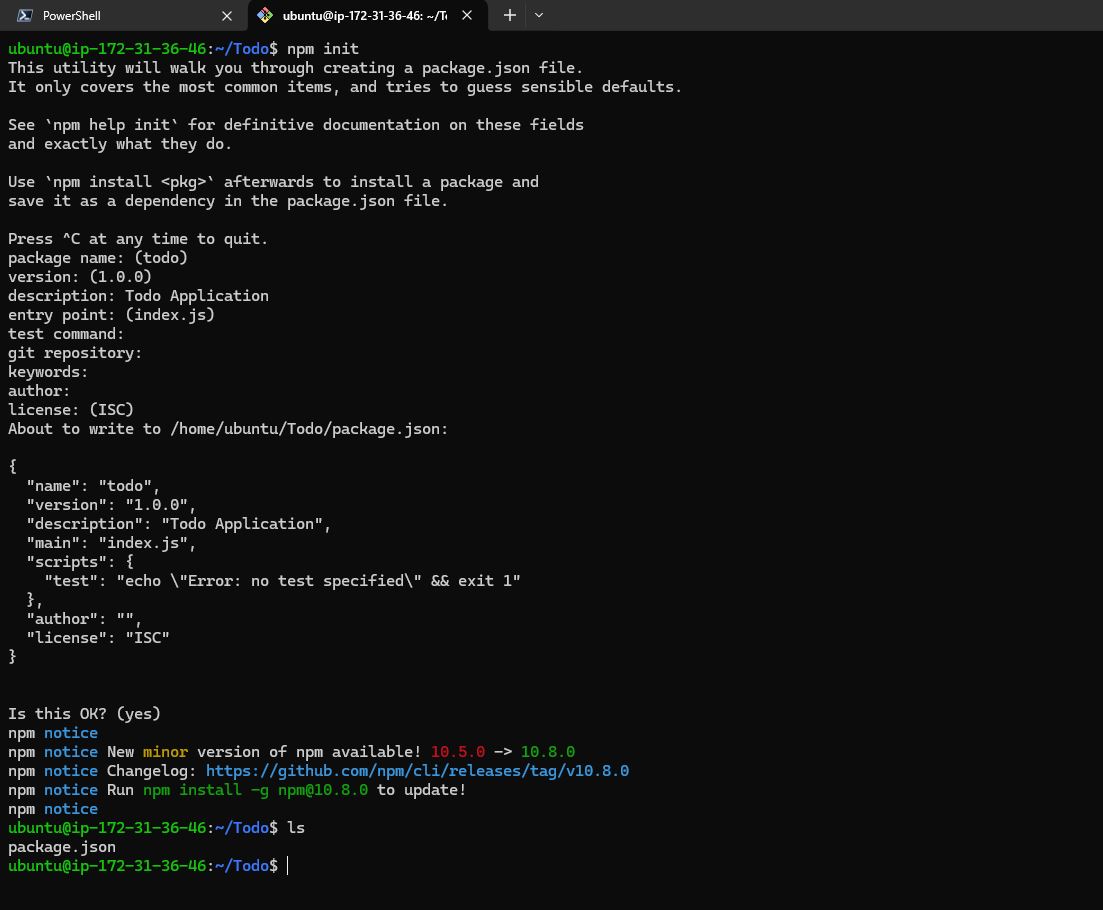 PowerShell
ubuntu@ip-172-31-36-46: ~/T
ubuntu@ip-172-31-36-46:~/Todo$ npm init
This utility will walk you through creating a package.json file.
It only covers the most common items, and tries to guess sensible defaults.
See `npm help init` for definitive documentation on these fields
and exactly what they do.
Use `npm install <pkg>` afterwards to install a package and
save it as a dependency in the package.json file.
Press ^C at any time to quit.
package name: (todo)
version: (1.0.0)
description: Todo Application
entry point: (index.js)
test command:
git repository:
keywords:
author:
license: (ISC)
About to write to /home/ubuntu/Todo/package.json:
{
  "name": "todo",
  "version": "1.0.0",
  "description": "Todo Application",
  "main": "index.js",
  "scripts": {
    "test": "echo \"Error: no test specified\" && exit 1"
  },
  "author": "",
  "license": "ISC"
}
Is this OK? (yes)
npm notice
npm notice New minor version of npm available! 10.5.0 -> 10.8.0
npm notice Changelog: https://github.com/npm/cli/releases/tag/v10.8.0
npm notice Run npm install -g npm@10.8.0 to update!
npm notice
ubuntu@ip-172-31-36-46:~/Todo$ ls
package.json
ubuntu@ip-172-31-36-46:~/Todo$